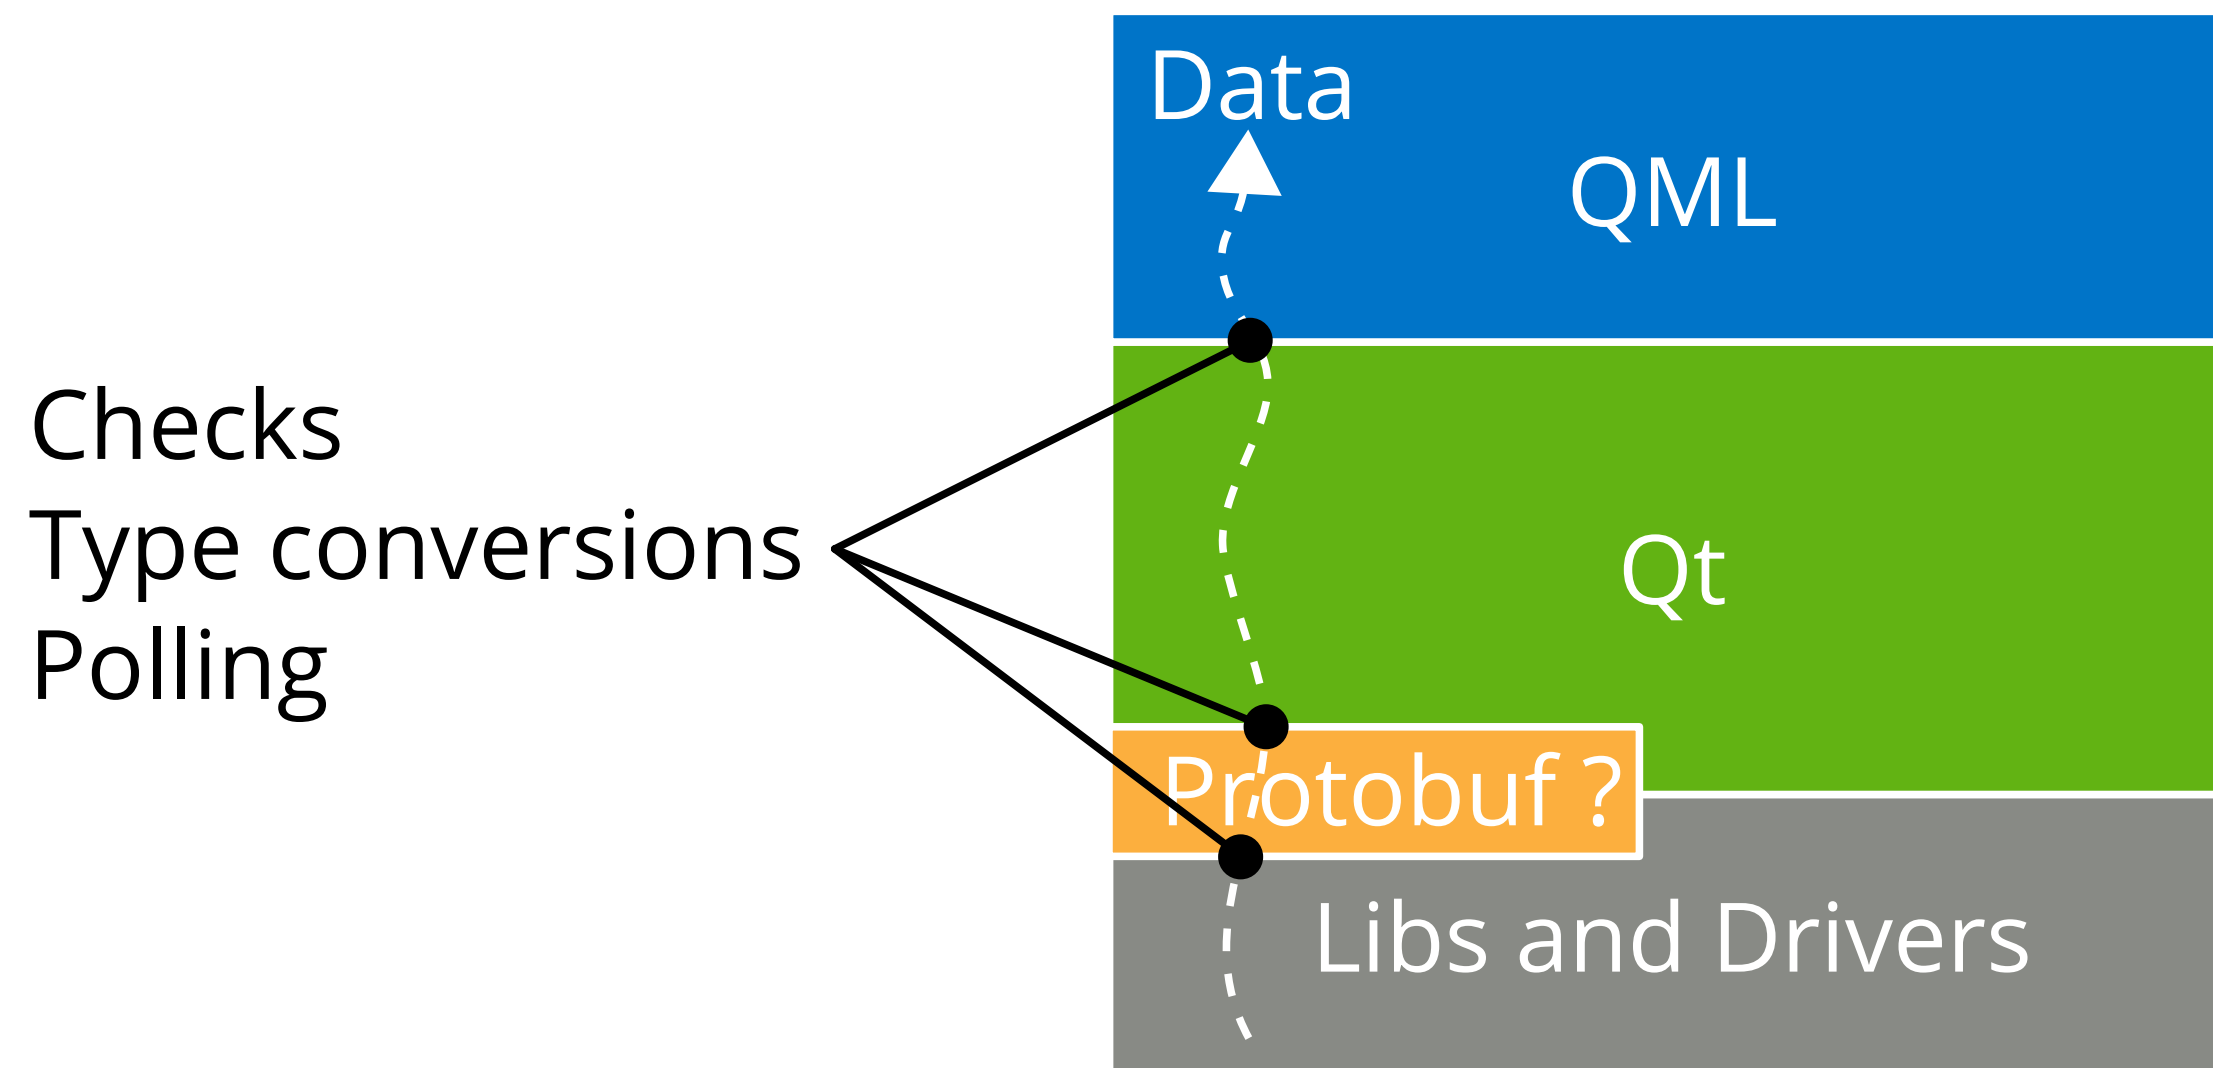 Data
QML
Checks
Type conversions
Polling
Qt
Protobuf ?
Libs and Drivers